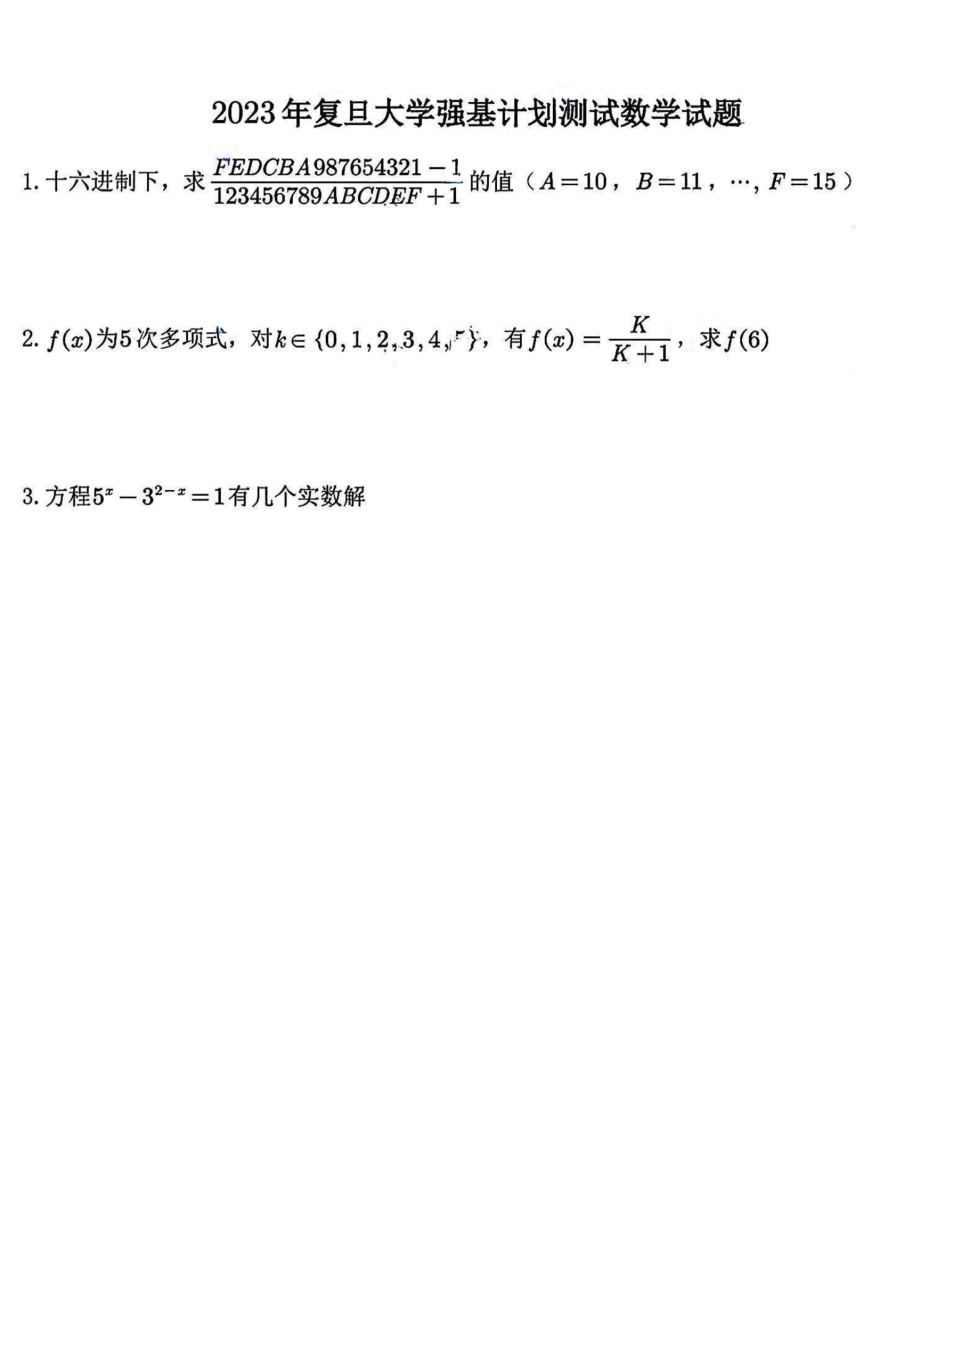 2023年复旦大学强基计划测试数学试题
1. 十六进制下，求 \frac{FEDCBA987654321-1}{123456789ABCDEF+1} 的值（A=10，B=11，⋯, F=15）
2. f(x)为5次多项式，对k∈{0,1,2,3,4,5}，有f(x)=\frac{K}{K+1}，求f(6)
3. 方程5^x-3^{2-x}=1有几个实数解